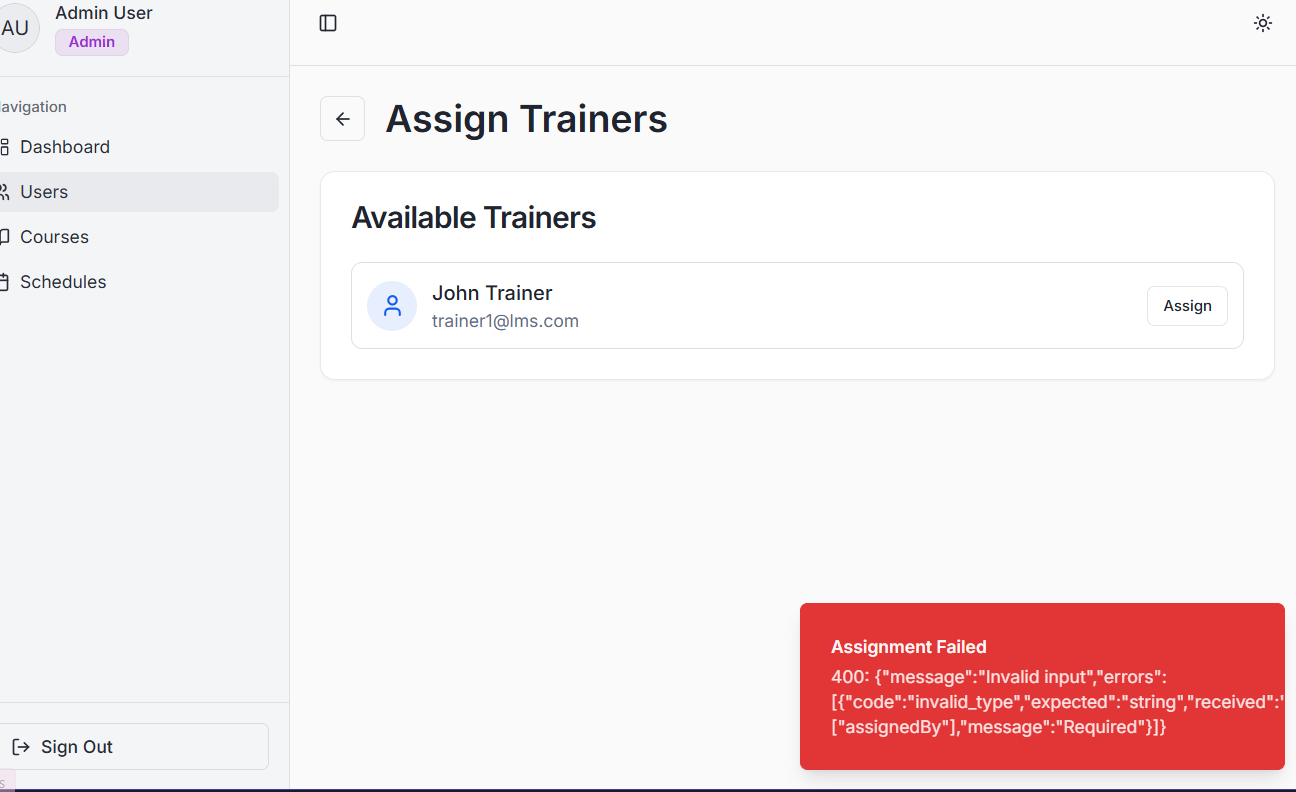 AU
Admin User
Admin
avigation
Dashboard
Users
Courses
Schedules
Sign Out
s
Assign Trainers
Available Trainers
John Trainer
trainer1@lms.com
Assign
Assignment Failed
400: {"message":"Invalid input","errors":
[{"code":"invalid_type","expected":"string","received":"
["assignedBy"],"message":"Required"}]}